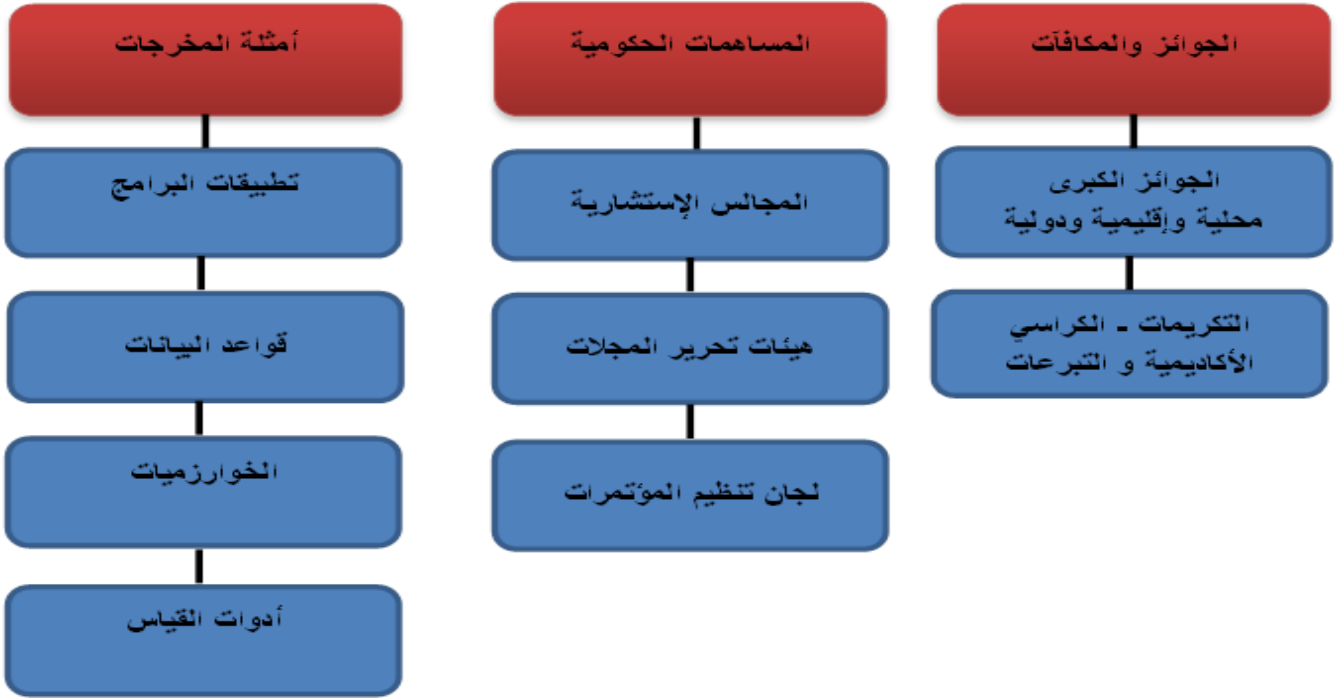 الجوائز والمكافآت
الجوائز الكبرى
محلية وإقليمية ودولية
التكريمات - الكراسي
الأكاديمية و التبرعات
المساهمات الحكومية
المجالس الإستشارية
هيئات تحرير المجلات
لجان تنظيم المؤتمرات
أمثلة المخرجات
تطبيقات البرامج
قواعد البيانات
الخوارزميات
أدوات القياس